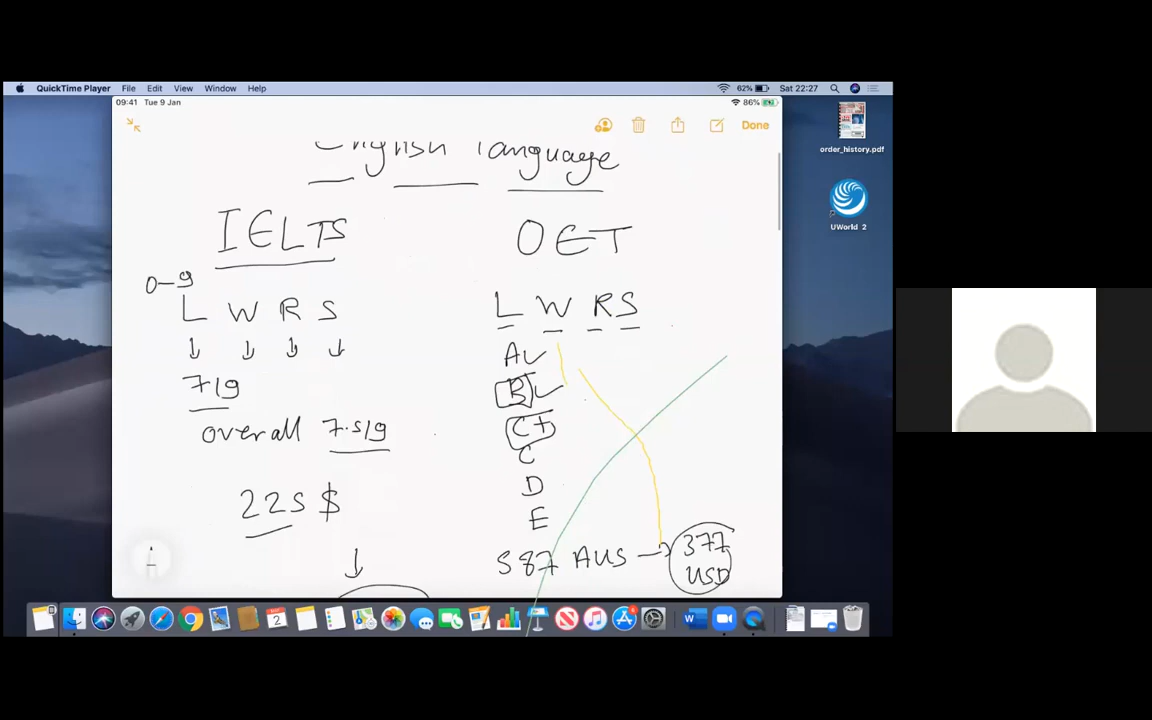 QuickTime Player File Edit View Window Help 62% Sat 22:27
09:41 Tue 9 Jan 86%
Done
order_history.pdf
UWorld 2
English language
IELTS
0-9
L W R S
7/9
overall 7.5/9
225 $
OET
L W R S
A
B
C+
C
D
E
587 AUS → 377
USD